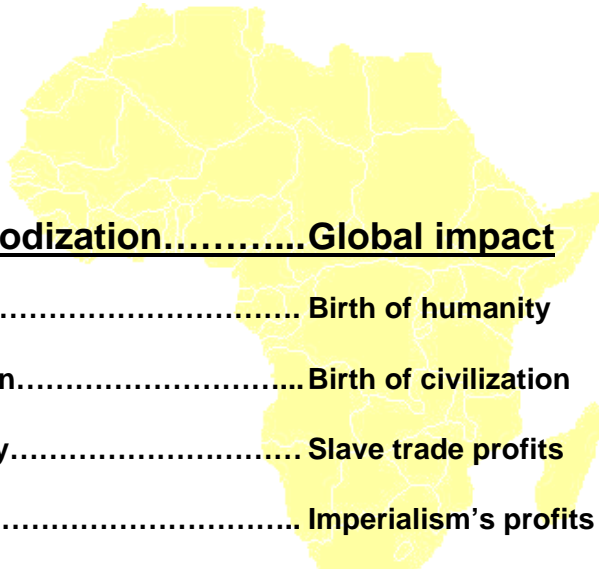 odization………...Global impact
…………………………. Birth of humanity
n………………………...Birth of civilization
y………………………… Slave trade profits
………………………….. Imperialism's profits